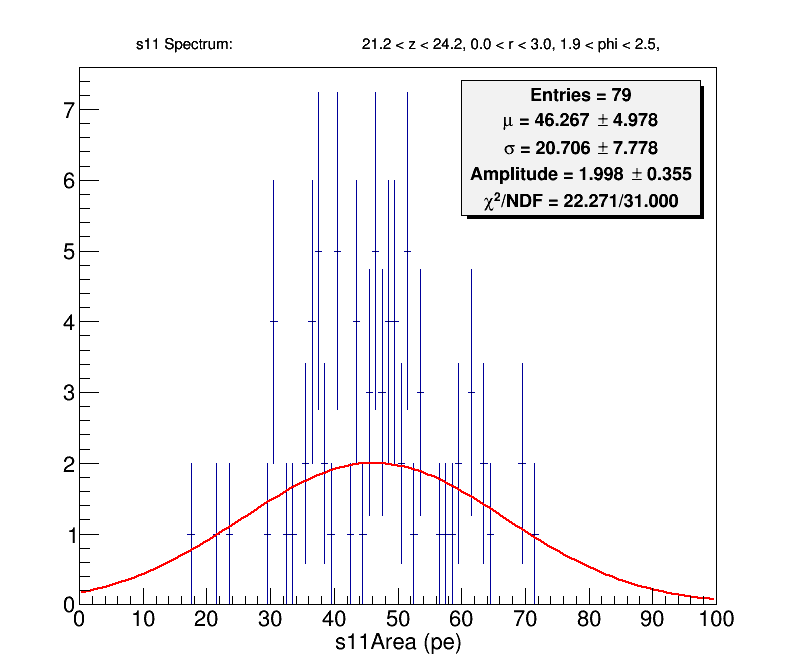 s11 Spectrum: 21.2 < z < 24.2, 0.0 < r < 3.0, 1.9 < phi < 2.5,
Entries = 79
μ = 46.267 ± 4.978
σ = 20.706 ± 7.778
Amplitude = 1.998 ± 0.355
χ²/NDF = 22.271/31.000
7
6
5
4
3
2
1
0
0 10 20 30 40 50 60 70 80 90 100
s11Area (pe)